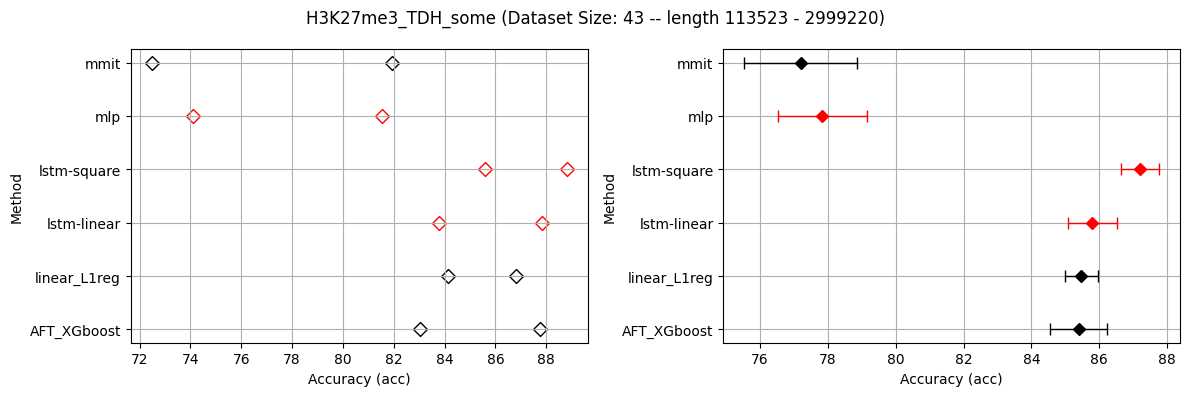 H3K27me3_TDH_some (Dataset Size: 43 -- length 113523 - 2999220)
Method
mmit
mlp
lstm-square
lstm-linear
linear_L1reg
AFT_XGboost
72 74 76 78 80 82 84 86 88
Accuracy (acc)
Method
mmit
mlp
lstm-square
lstm-linear
linear_L1reg
AFT_XGboost
76 78 80 82 84 86 88
Accuracy (acc)